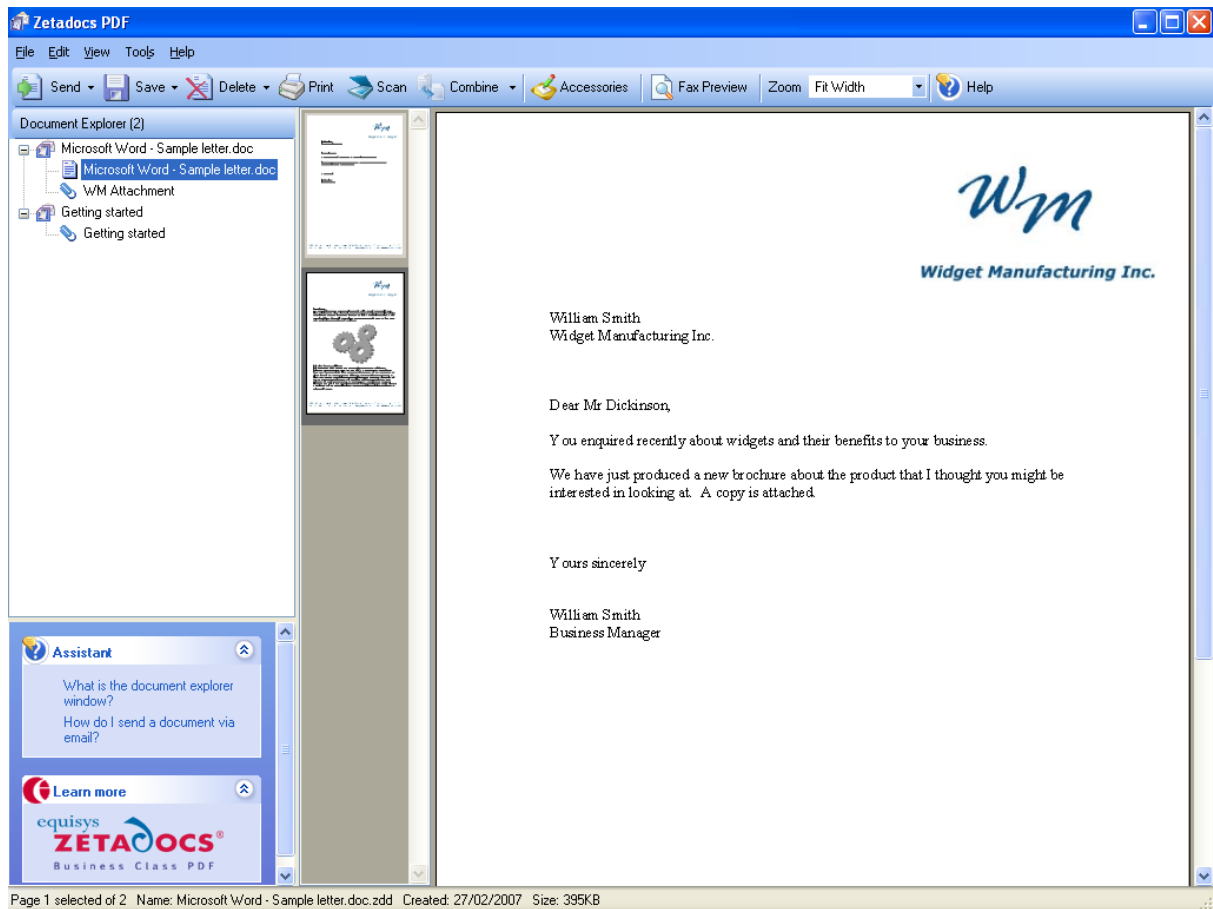 Zetadocs PDF
File Edit View Tools Help
Send Save Delete Print Scan Combine Accessories Fax Preview Zoom Fit Width Help
Document Explorer (2)
Microsoft Word - Sample letter.doc
Microsoft Word - Sample letter.doc
WM Attachment
Getting started
Getting started
Assistant
What is the document explorer
window?
How do I send a document via
email?
Learn more
equisys
ZETADOCS®
Business Class PDF
Wm
Widget Manufacturing Inc.
William Smith
Widget Manufacturing Inc.
Dear Mr Dickinson,
You enquired recently about widgets and their benefits to your business.
We have just produced a new brochure about the product that I thought you might be
interested in looking at. A copy is attached.
Yours sincerely
William Smith
Business Manager
Page 1 selected of 2 Name: Microsoft Word - Sample letter.doc.zdd Created: 27/02/2007 Size: 395KB